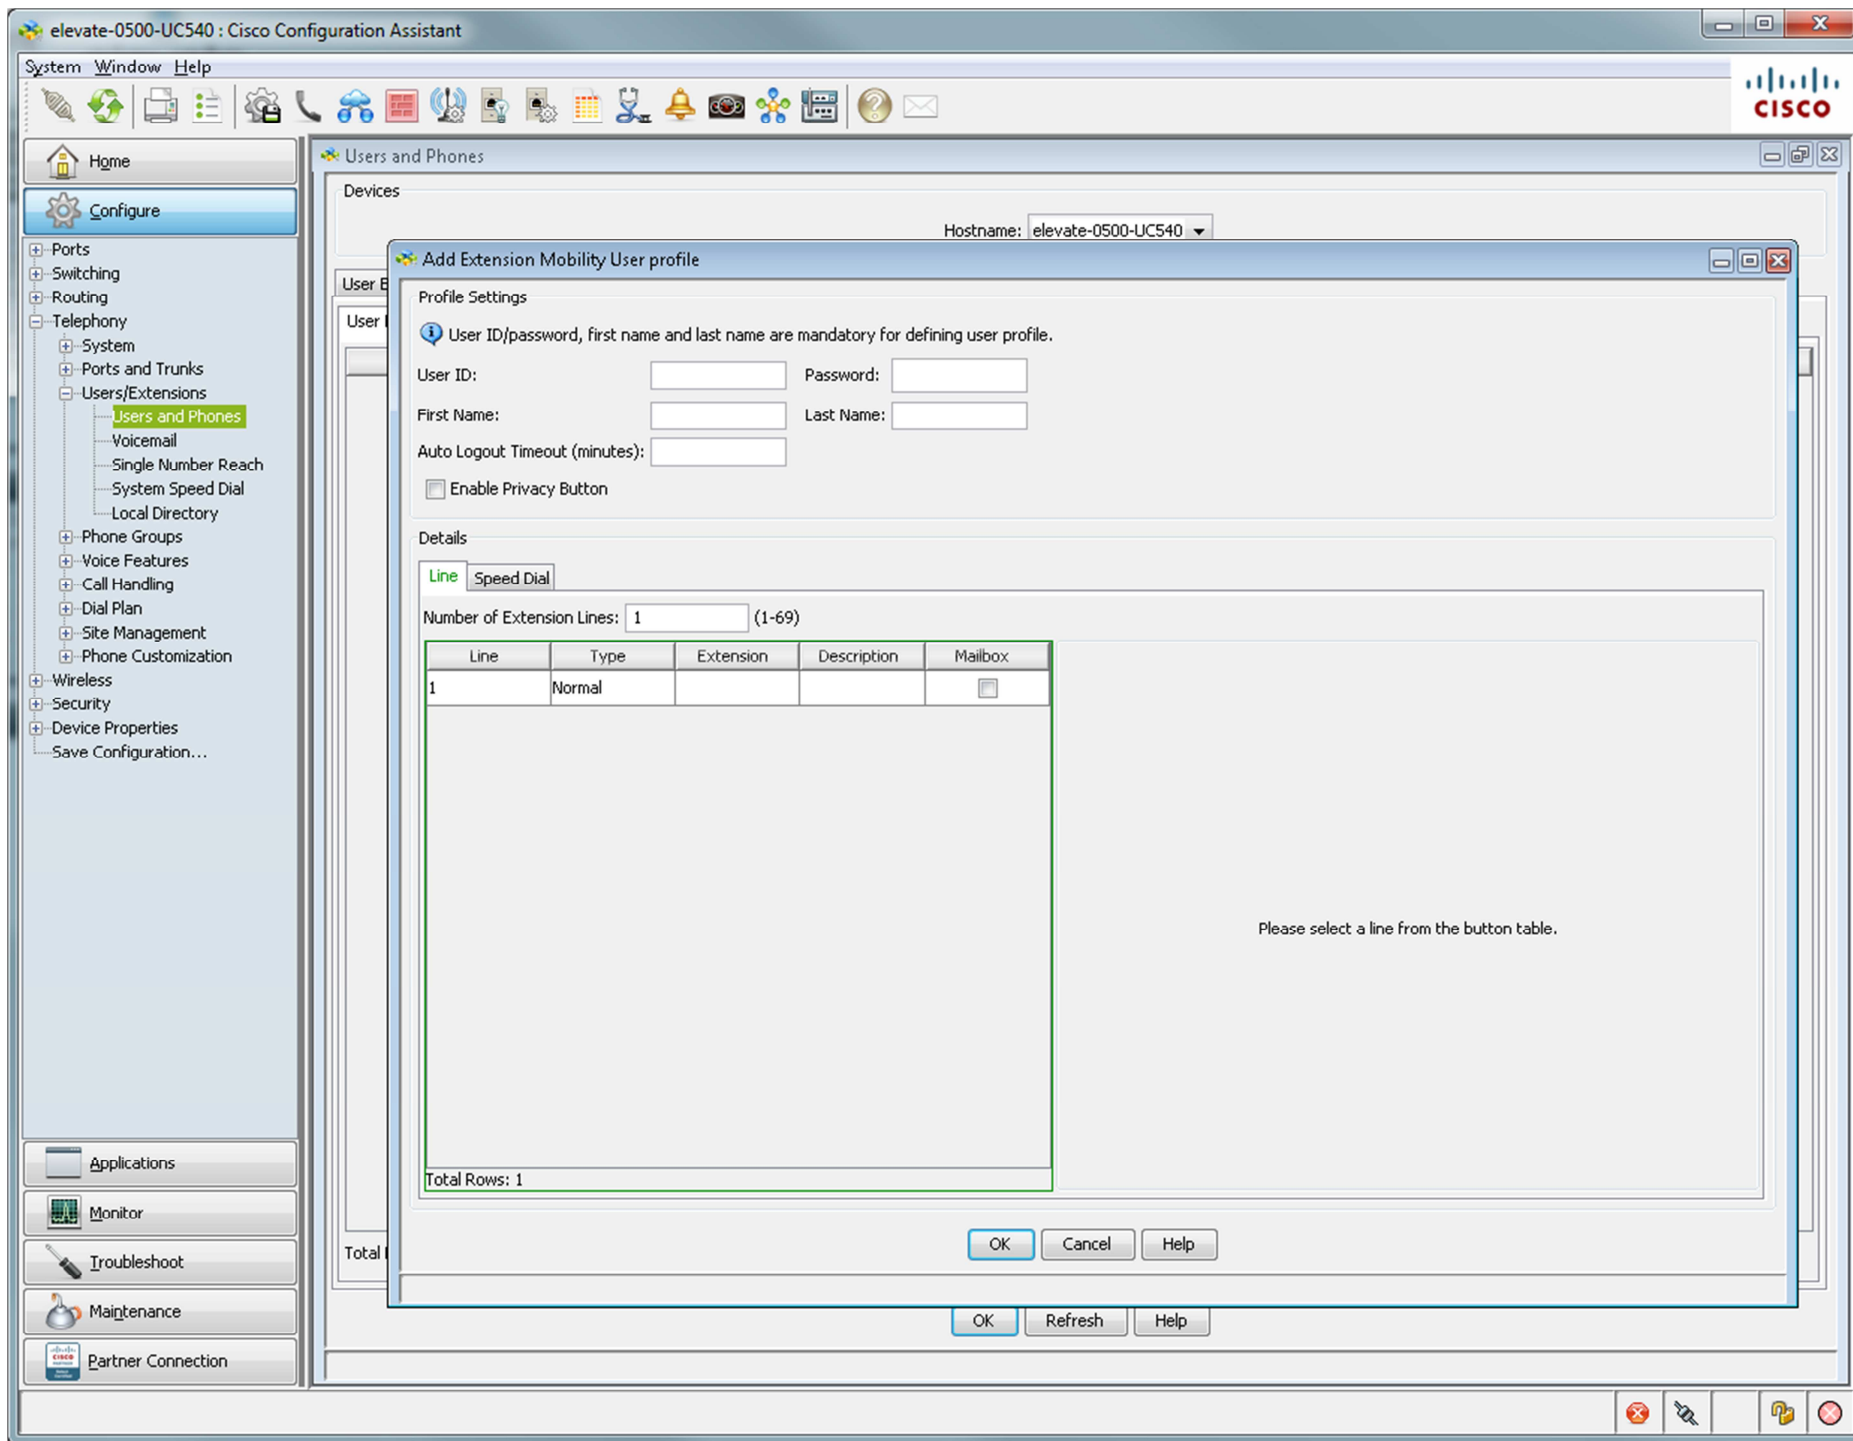 elevate-0500-UC540 : Cisco Configuration Assistant
System Window Help
CISCO
Home
Configure
Ports
Switching
Routing
Telephony
System
Ports and Trunks
Users/Extensions
Users and Phones
Voicemail
Single Number Reach
System Speed Dial
Local Directory
Phone Groups
Voice Features
Call Handling
Dial Plan
Site Management
Phone Customization
Wireless
Security
Device Properties
Save Configuration...
Applications
Monitor
Troubleshoot
Maintenance
Partner Connection
Users and Phones
Devices
Hostname: elevate-0500-UC540
User
User
Total
Add Extension Mobility User profile
Profile Settings
User ID/password, first name and last name are mandatory for defining user profile.
User ID: Password:
First Name: Last Name:
Auto Logout Timeout (minutes):
Enable Privacy Button
Details
Line Speed Dial
Number of Extension Lines: 1 (1-69)
Line Type Extension Description Mailbox
1 Normal
Please select a line from the button table.
Total Rows: 1
OK Cancel Help
OK Refresh Help